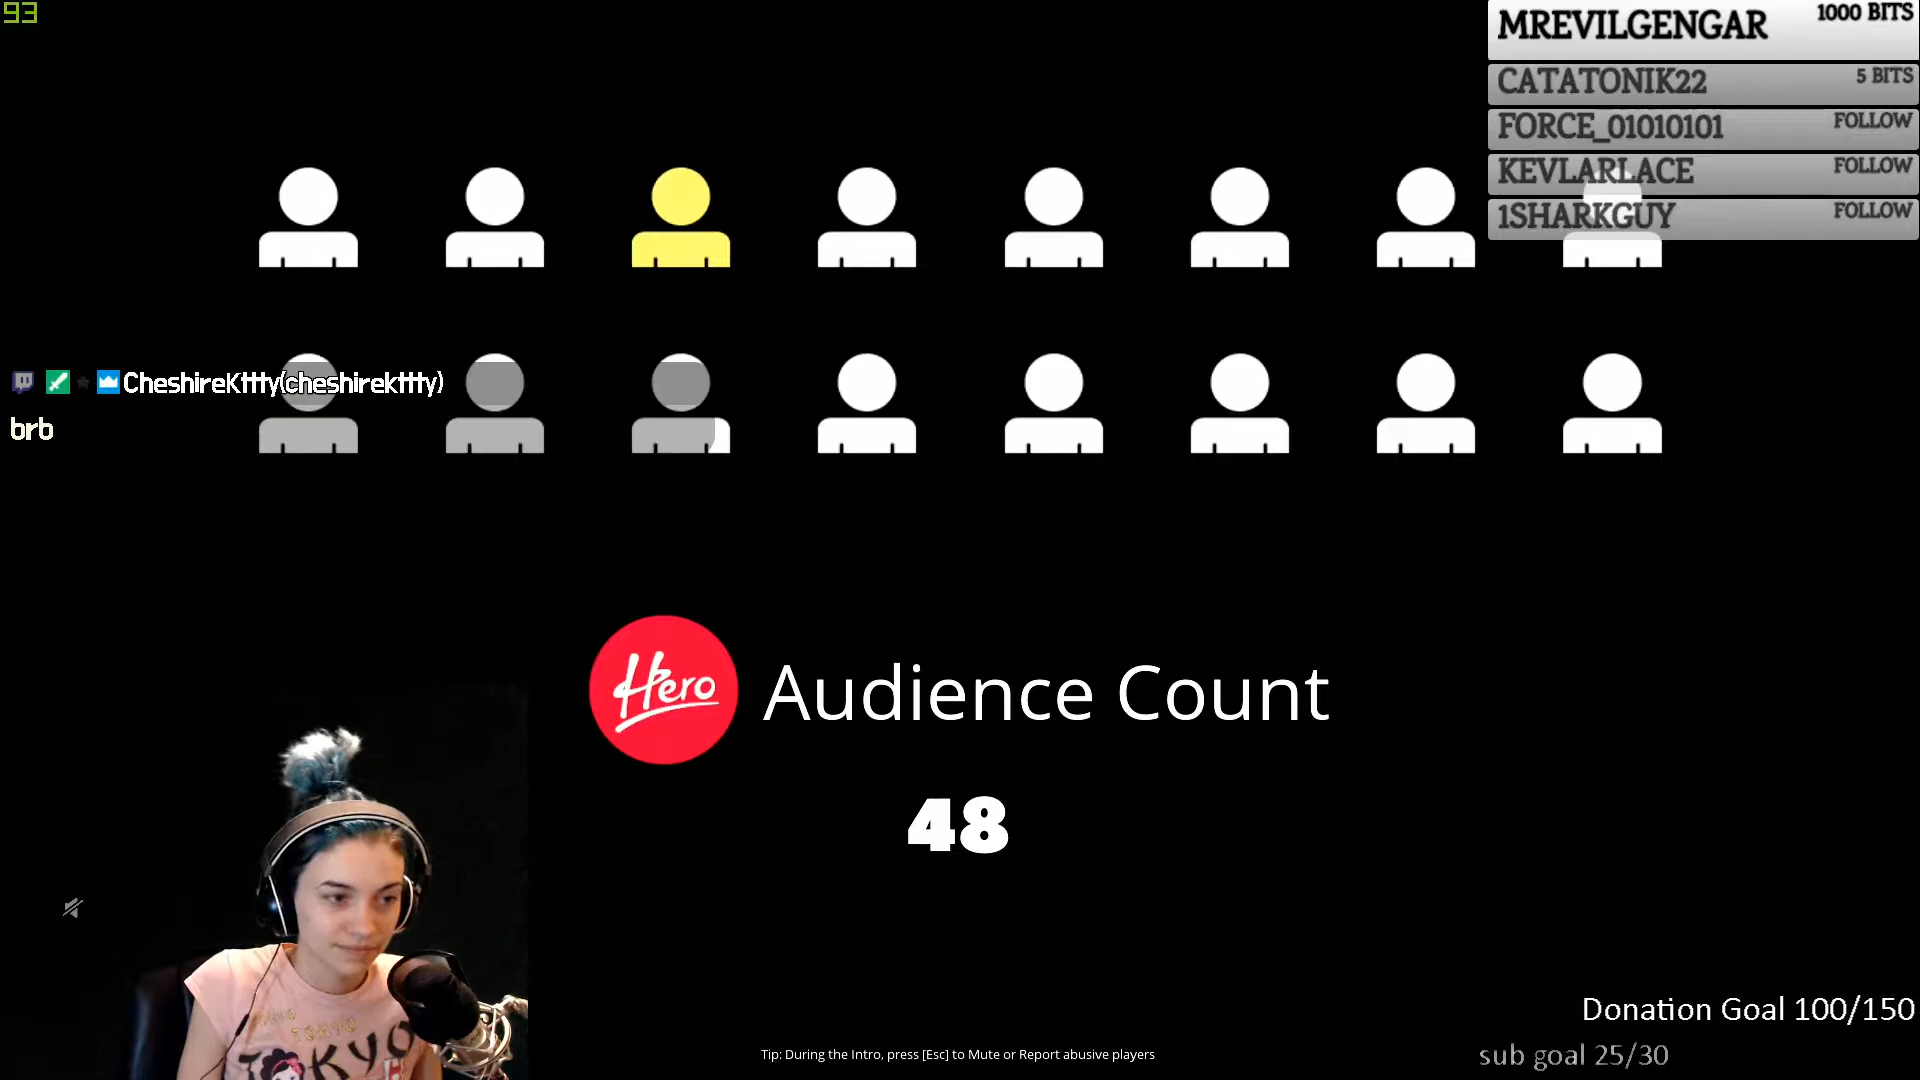 93
MREVILGENGAR 1000 BITS
CATATONIK22 5 BITS
FORCE_01010101 FOLLOW
KEVLARLACE FOLLOW
1SHARKGUY FOLLOW
CheshireKttty(cheshirekttty)
brb
Hero
Audience Count
48
TOKYO
TOKYO
Donation Goal 100/150
sub goal 25/30
Tip: During the Intro, press [Esc] to Mute or Report abusive players